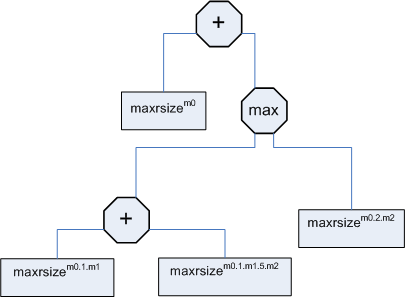 +
maxrsize^m0
max
+
maxrsize^m0.2.m2
maxrsize^m0.1.m1
maxrsize^m0.1.m1.5.m2